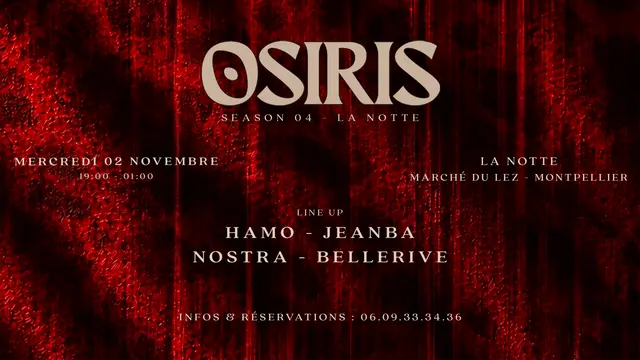 OSIRIS
SEASON 04 - LA NOTTE
MERCREDI 02 NOVEMBRE
19:00 - 01:00
LA NOTTE
MARCHÉ DU LEZ - MONTPELLIER
LINE UP
HAMO - JEANBA
NOSTRA - BELLERIVE
INFOS & RÉSERVATIONS : 06.09.33.34.36